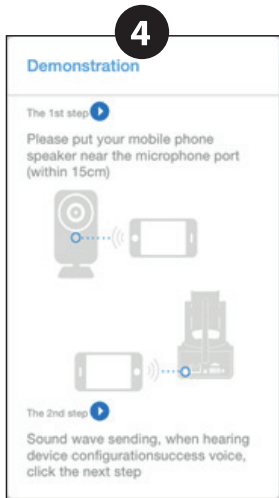 4
Demonstration
The 1st step
Please put your mobile phone
speaker near the microphone port
(within 15cm)
The 2nd step
Sound wave sending, when hearing
device configurationsuccess voice,
click the next step